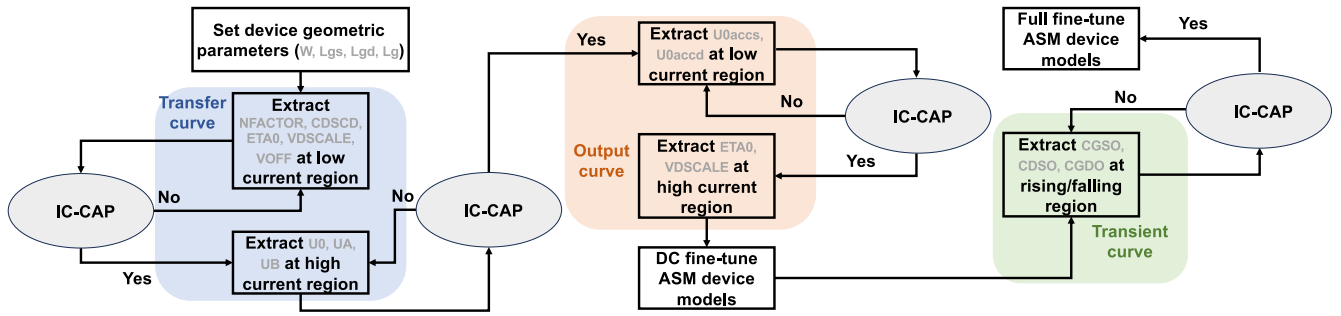 Set device geometric
parameters (W, Lgs, Lgd, Lg)
Transfer
curve
Extract
NFACTOR, CDSCD,
ETA0, VDSCALE,
VOFF at low
current region
IC-CAP
No
Yes
Extract U0, UA,
UB at high
current region
No
IC-CAP
Yes
Extract U0accs,
U0accd at low
current region
No
IC-CAP
Yes
Output
curve
Extract ETA0,
VDSCALE at
high current
region
DC fine-tune
ASM device
models
Extract CGSO,
CDSO, CGDO at
rising/falling
region
Transient
curve
No
IC-CAP
Yes
Full fine-tune
ASM device
models